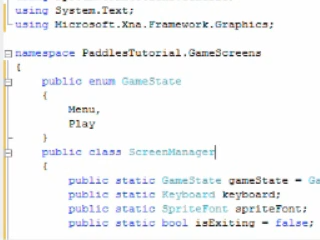 using System.Text;
using Microsoft.Xna.Framework.Graphics;
namespace PaddlesTutorial.GameScreens
{
public enum GameState
{
Menu,
Play
}
public class ScreenManager
{
public static GameState gameState = Ga
public static Keyboard keyboard;
public static SpriteFont spriteFont;
public static bool isExiting = false;